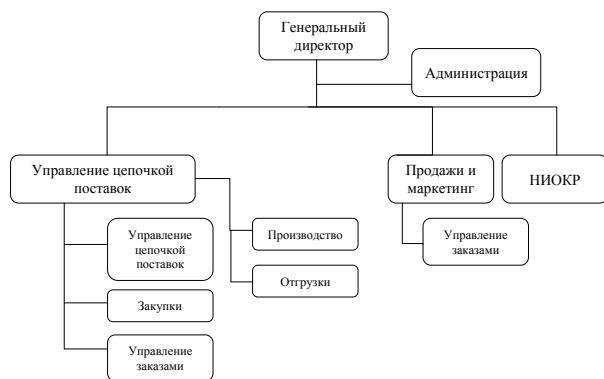 Генеральный
директор
Администрация
Управление цепочкой
поставок
Продажи и
маркетинг
НИОКР
Управление
цепочкой
поставок
Производство
Управление
заказами
Отгрузки
Закупки
Управление
заказами